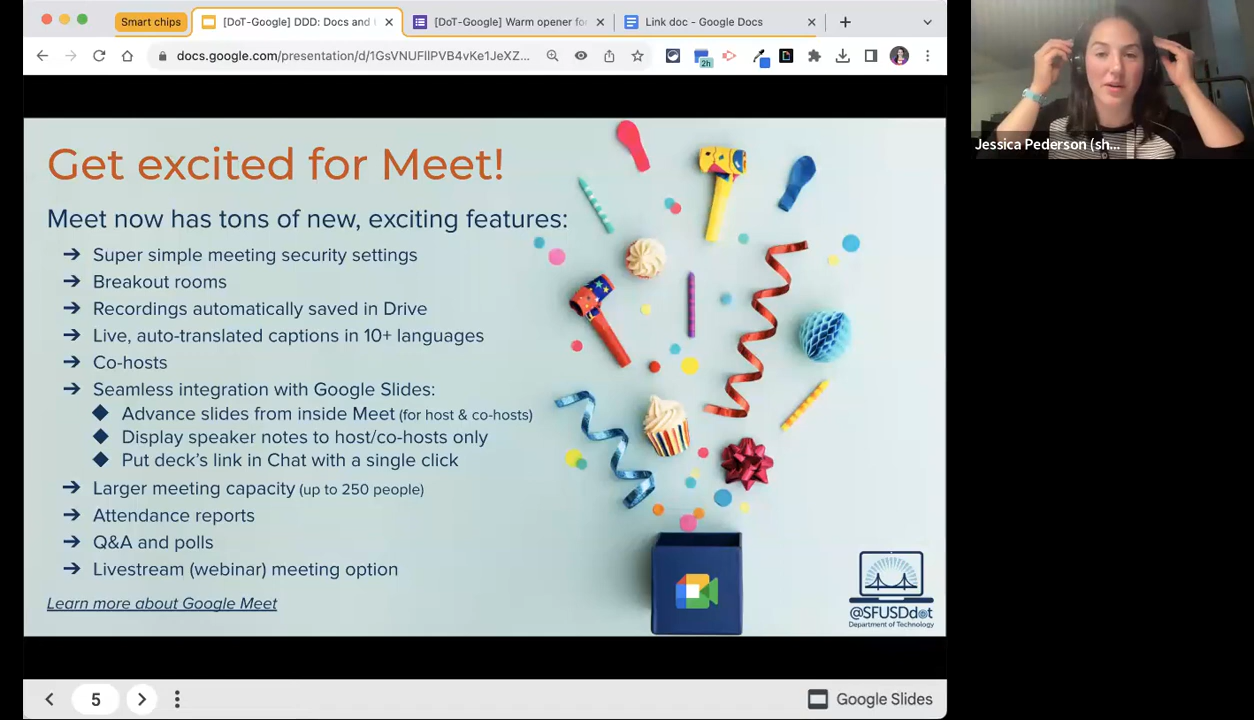 Smart chips
[DoT-Google] DDD: Docs and
[DoT-Google] Warm opener fo
Link doc - Google Docs
docs.google.com/presentation/d/1GsVNUFIlPVB4vKe1JeXZ...
2h
Jessica Pederson (sh...
Get excited for Meet!
Meet now has tons of new, exciting features:
➔ Super simple meeting security settings
➔ Breakout rooms
➔ Recordings automatically saved in Drive
➔ Live, auto-translated captions in 10+ languages
➔ Co-hosts
➔ Seamless integration with Google Slides:
◆ Advance slides from inside Meet (for host & co-hosts)
◆ Display speaker notes to host/co-hosts only
◆ Put deck's link in Chat with a single click
➔ Larger meeting capacity (up to 250 people)
➔ Attendance reports
➔ Q&A and polls
➔ Livestream (webinar) meeting option
Learn more about Google Meet
@SFUSDdot
Department of Technology
5
Google Slides